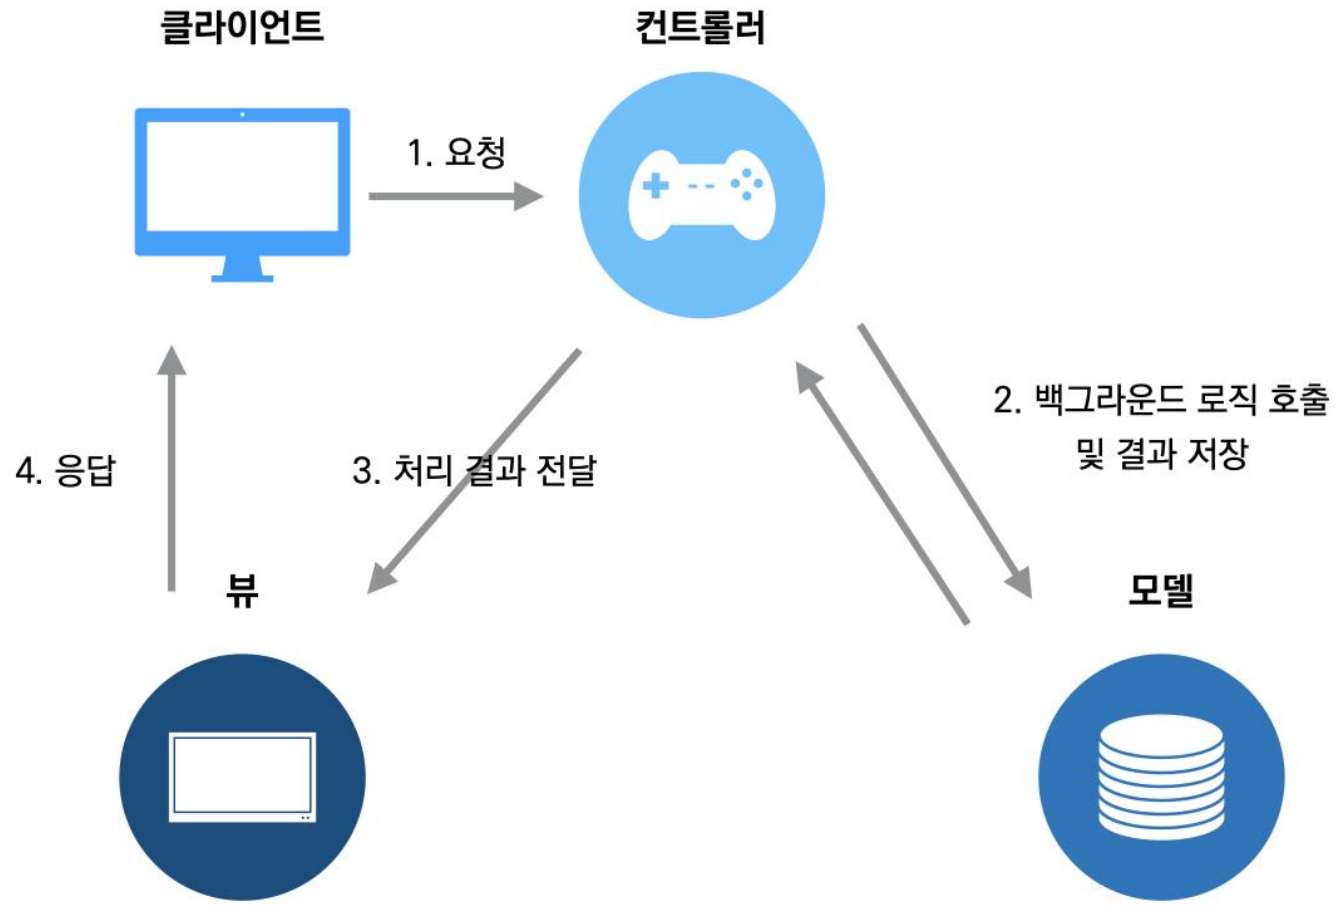 클라이언트
컨트롤러
1. 요청
2. 백그라운드 로직 호출
및 결과 저장
3. 처리 결과 전달
4. 응답
뷰
모델